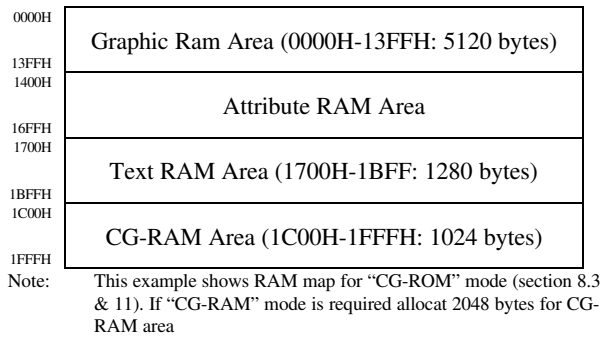 0000H
Graphic Ram Area (0000H-13FFH: 5120 bytes)
13FFH
1400H
Attribute RAM Area
16FFH
1700H
Text RAM Area (1700H-1BFF: 1280 bytes)
1BFFH
1C00H
CG-RAM Area (1C00H-1FFFH: 1024 bytes)
1FFFH
Note: This example shows RAM map for “CG-ROM” mode (section 8.3
& 11). If “CG-RAM” mode is required allocat 2048 bytes for CG-
RAM area